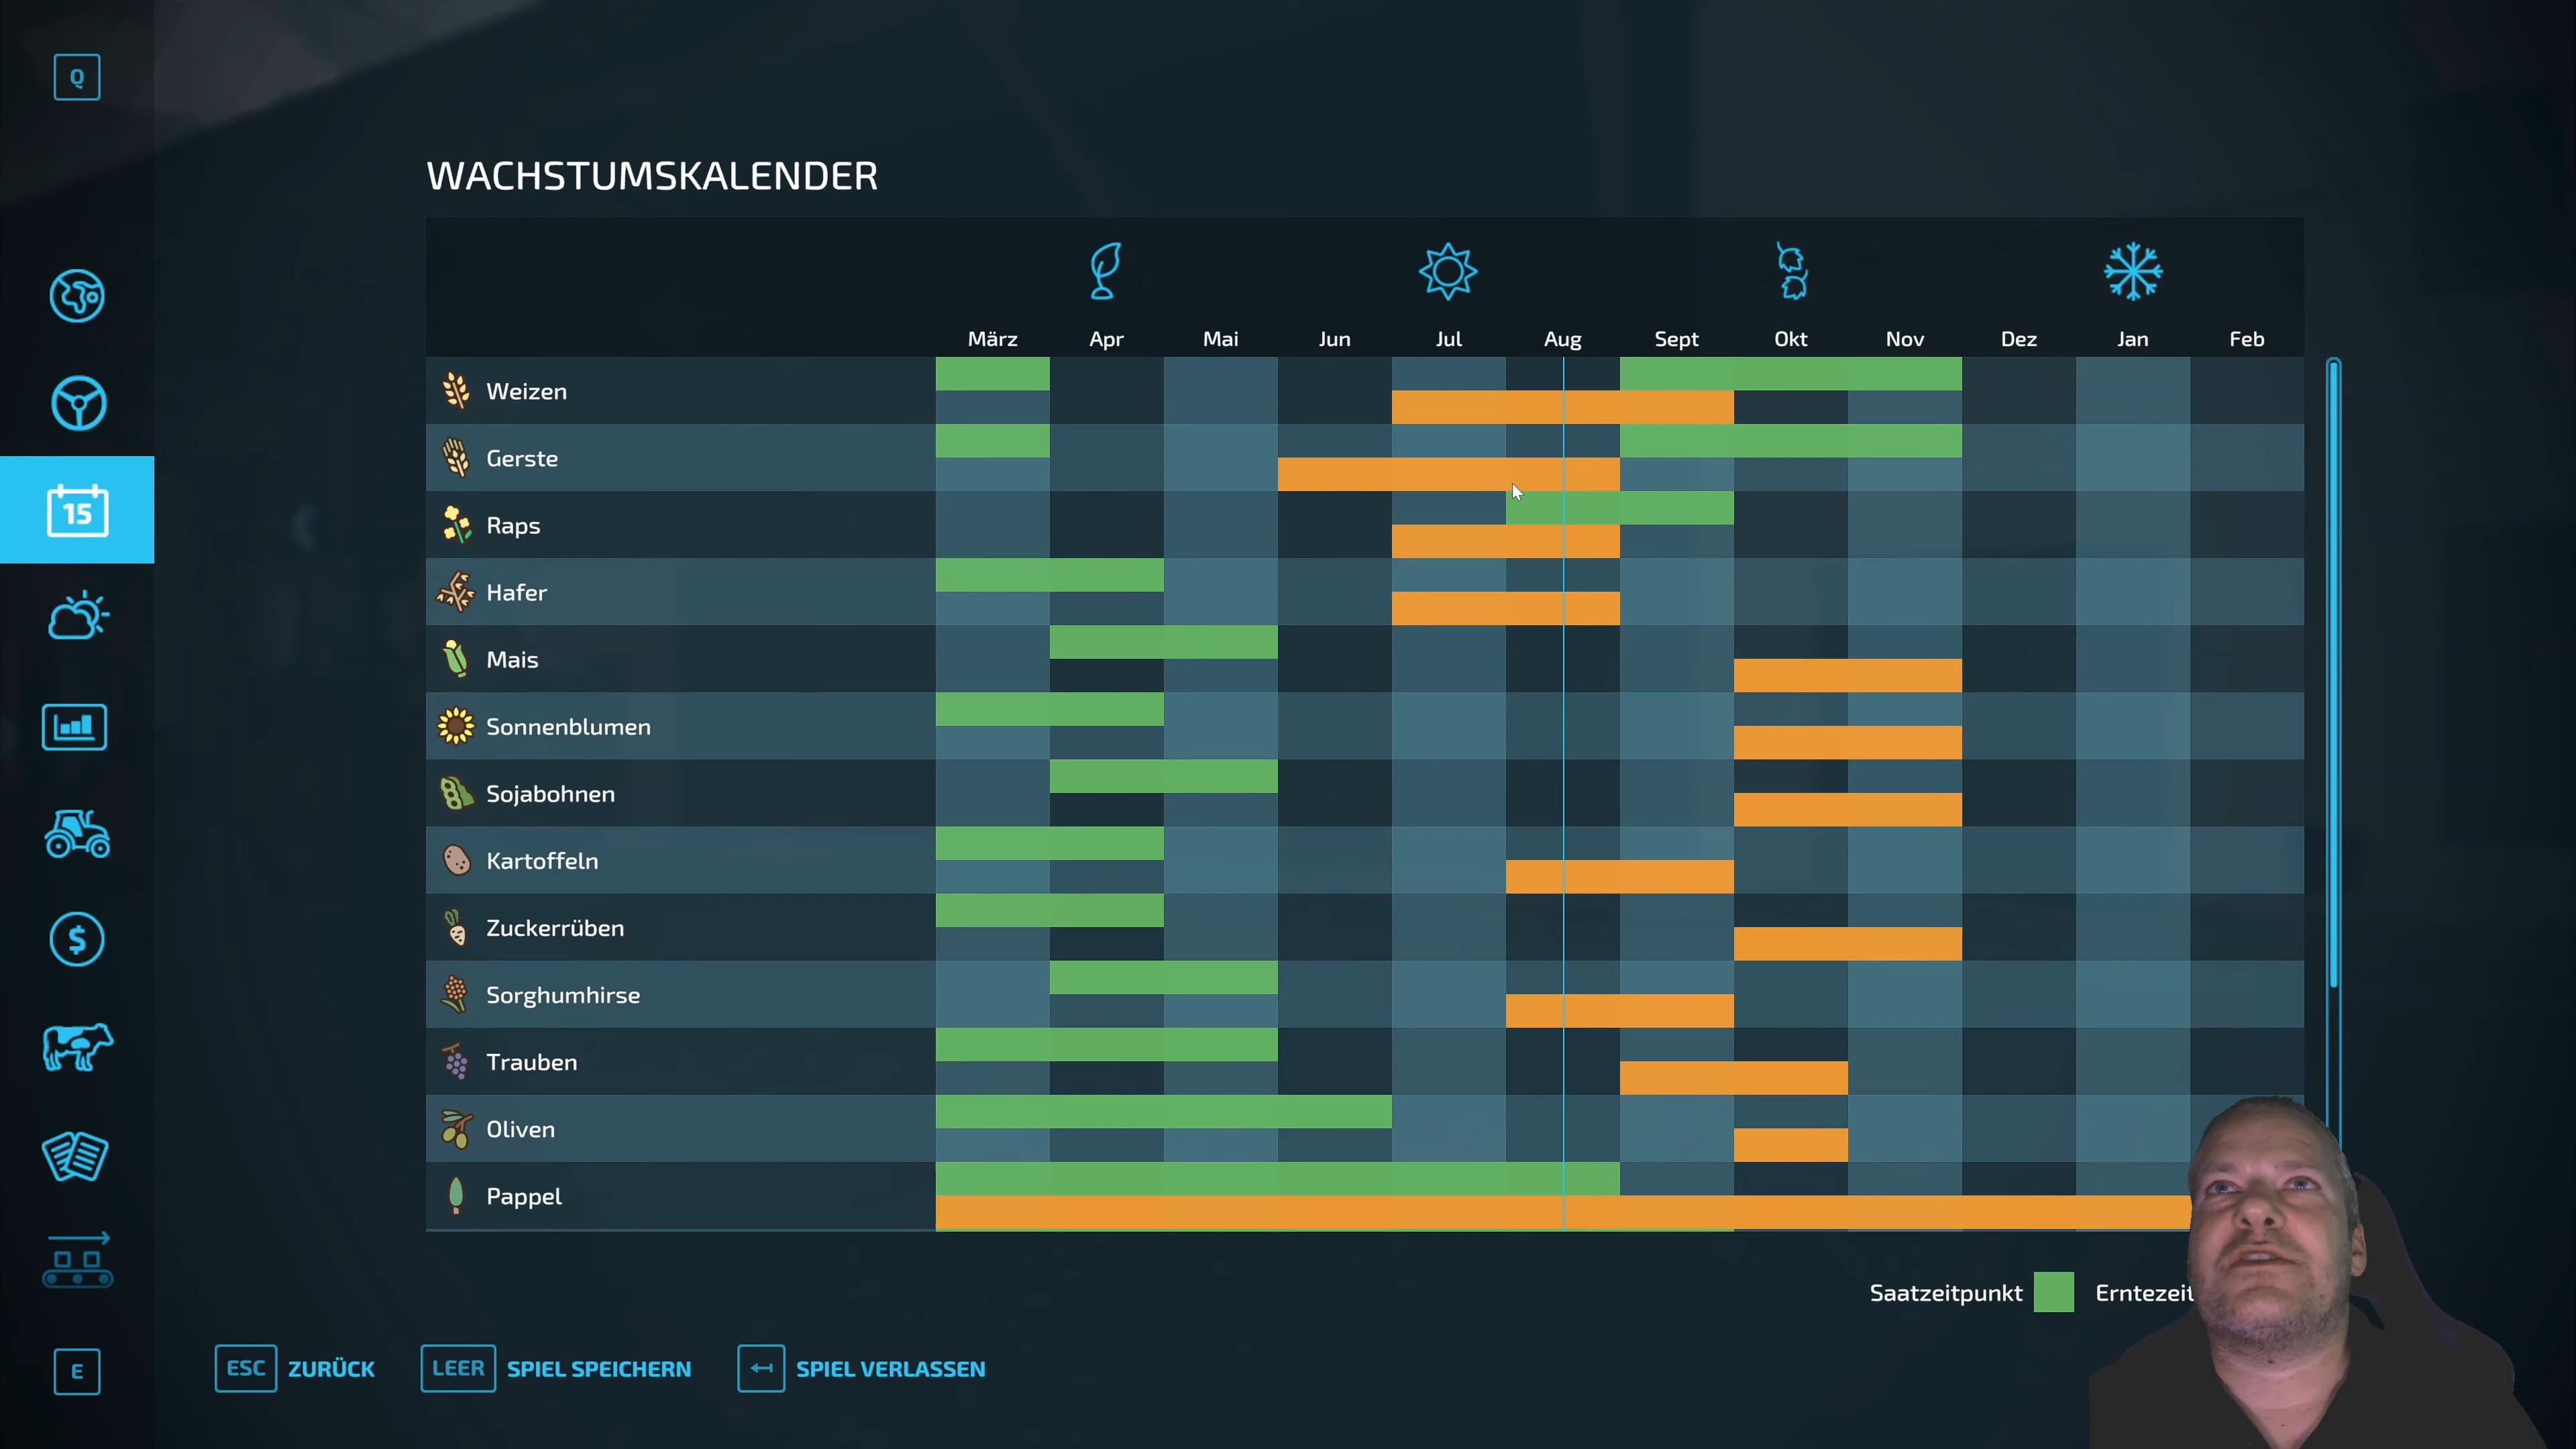 Q
WACHSTUMSKALENDER
März Apr Mai Jun Jul Aug Sept Okt Nov Dez Jan Feb
Weizen
Gerste
15
Raps
Hafer
Mais
Sonnenblumen
Sojabohnen
Kartoffeln
Zuckerrüben
$
Sorghumhirse
Trauben
Oliven
Pappel
Saatzeitpunkt Erntezeit
E
ESC ZURÜCK LEER SPIEL SPEICHERN SPIEL VERLASSEN